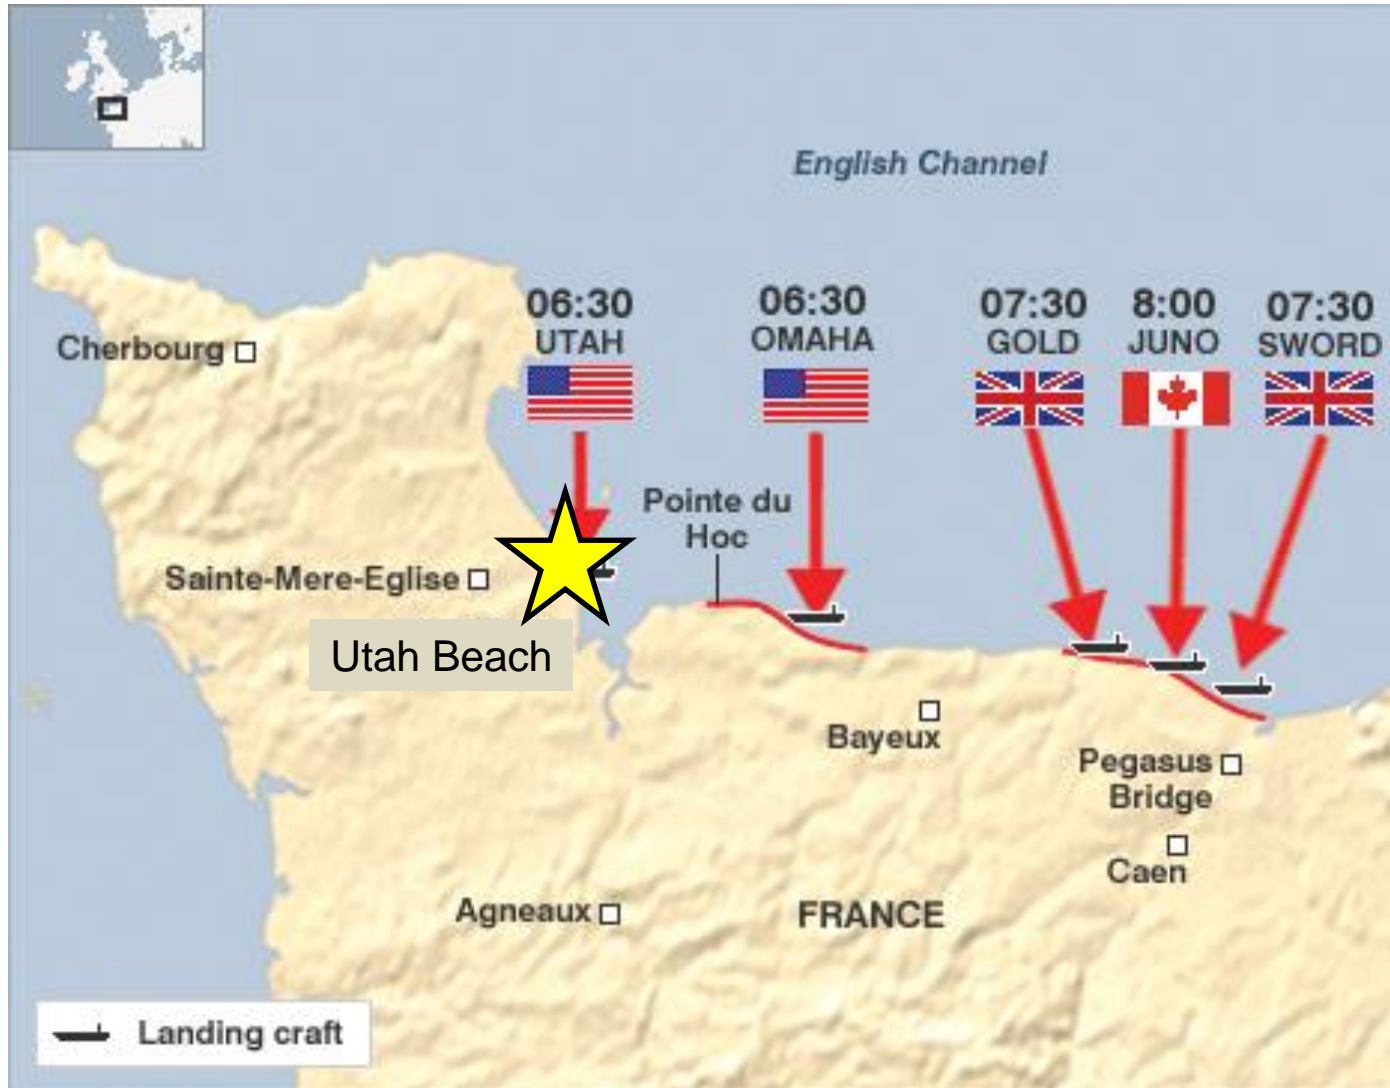 English Channel
06:30
UTAH
06:30
OMAHA
07:30
GOLD
8:00
JUNO
07:30
SWORD
Cherbourg
Pointe du
Hoc
Sainte-Mere-Eglise
Utah Beach
Bayeux
Pegasus
Bridge
Caen
Agneaux
FRANCE
Landing craft